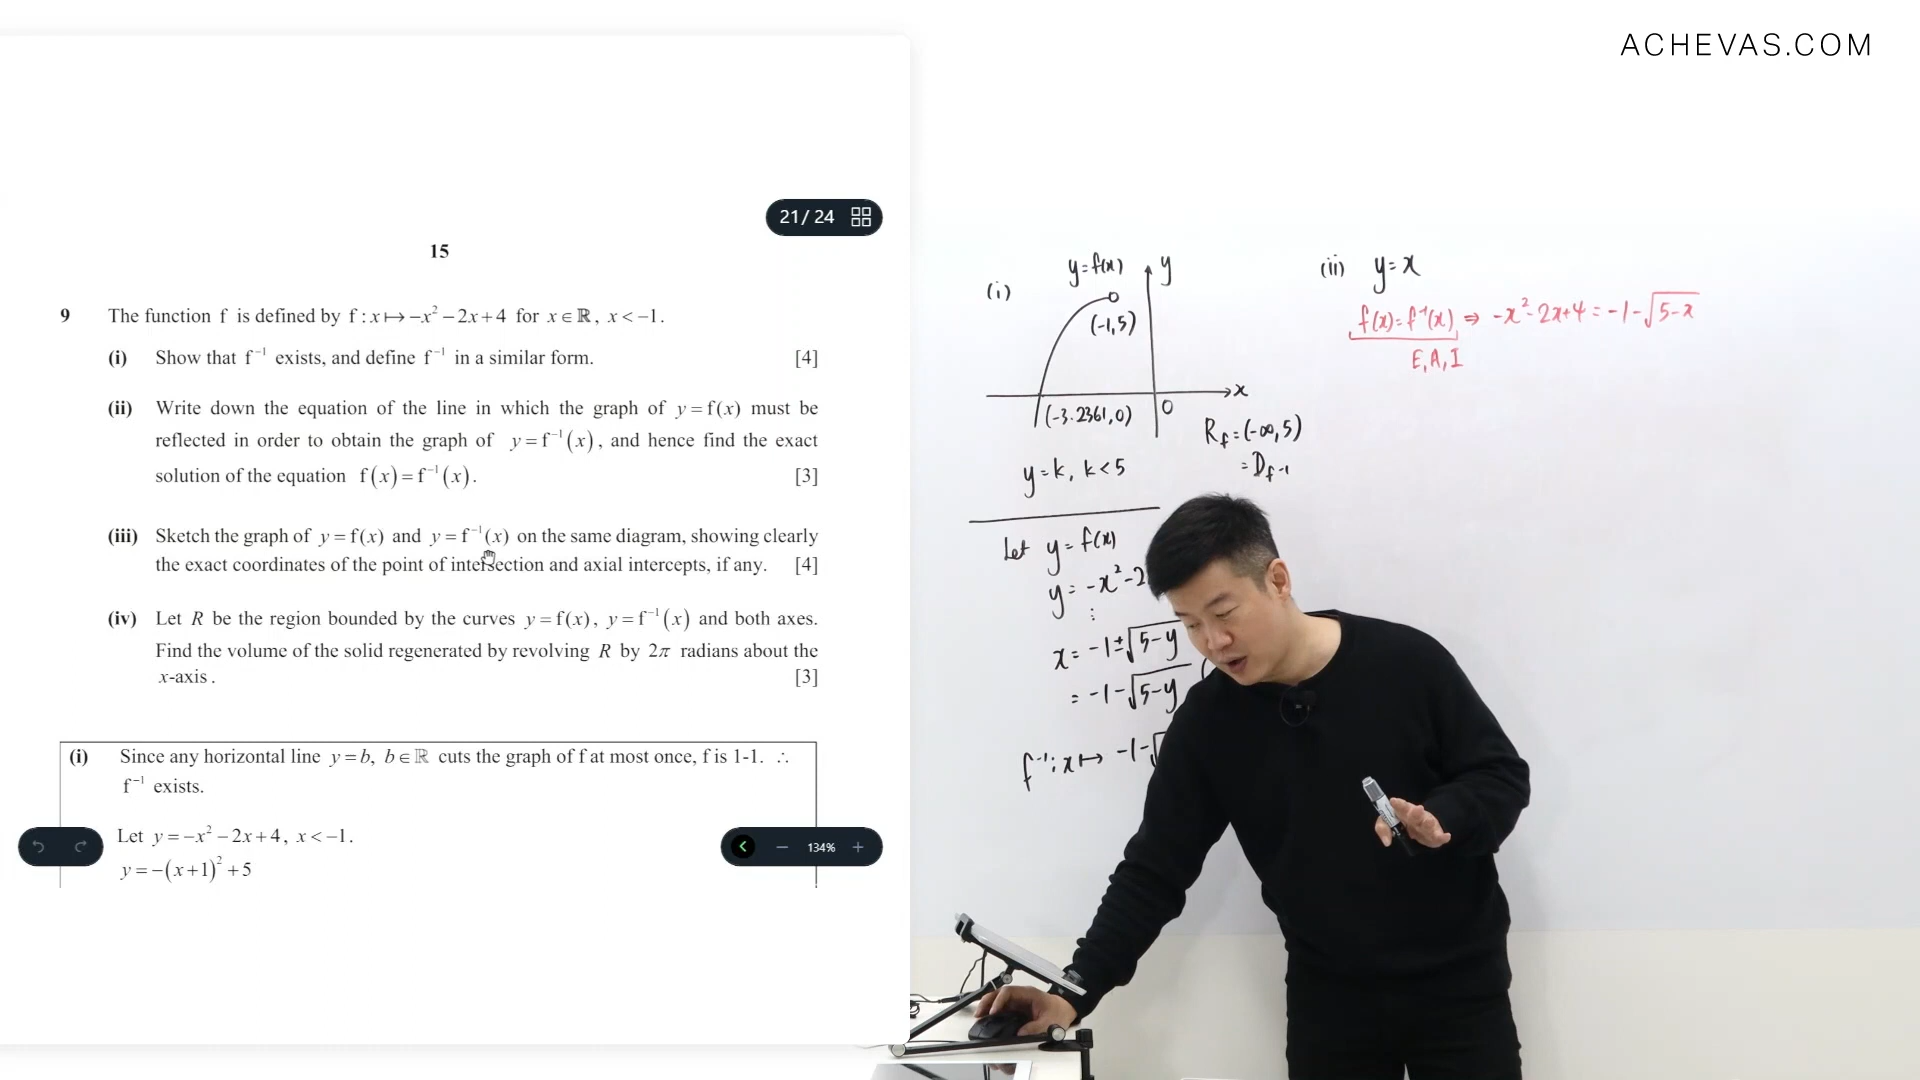 ACHEVAS.COM
21/ 24
15
9 The function f is defined by f : x ↦ −x² − 2x + 4 for x ∈ ℝ, x < −1.
(i) Show that f⁻¹ exists, and define f⁻¹ in a similar form. [4]
(ii) Write down the equation of the line in which the graph of y = f(x) must be
reflected in order to obtain the graph of y = f⁻¹(x), and hence find the exact
solution of the equation f(x) = f⁻¹(x). [3]
(iii) Sketch the graph of y = f(x) and y = f⁻¹(x) on the same diagram, showing clearly
the exact coordinates of the point of intersection and axial intercepts, if any. [4]
(iv) Let R be the region bounded by the curves y = f(x), y = f⁻¹(x) and both axes.
Find the volume of the solid regenerated by revolving R by 2π radians about the
x-axis. [3]
(i) Since any horizontal line y = b, b ∈ ℝ cuts the graph of f at most once, f is 1-1. ∴
f⁻¹ exists.
Let y = −x² − 2x + 4, x < −1.
y = −(x+1)² + 5
134%
(i)
y = f(x)
y
(-1,5)
x
(-3.2361,0)
0
R_f = (-∞,5)
= D_f⁻¹
y = k, k < 5
Let y = f(x)
y = -x² - 2
⋮
x = -1 ± √5-y
= -1 - √5-y
f⁻¹: x ↦ -1 - √
(ii) y = x
f(x) = f⁻¹(x) ⇒ -x² - 2x + 4 = -1 - √5-x
E, A, I